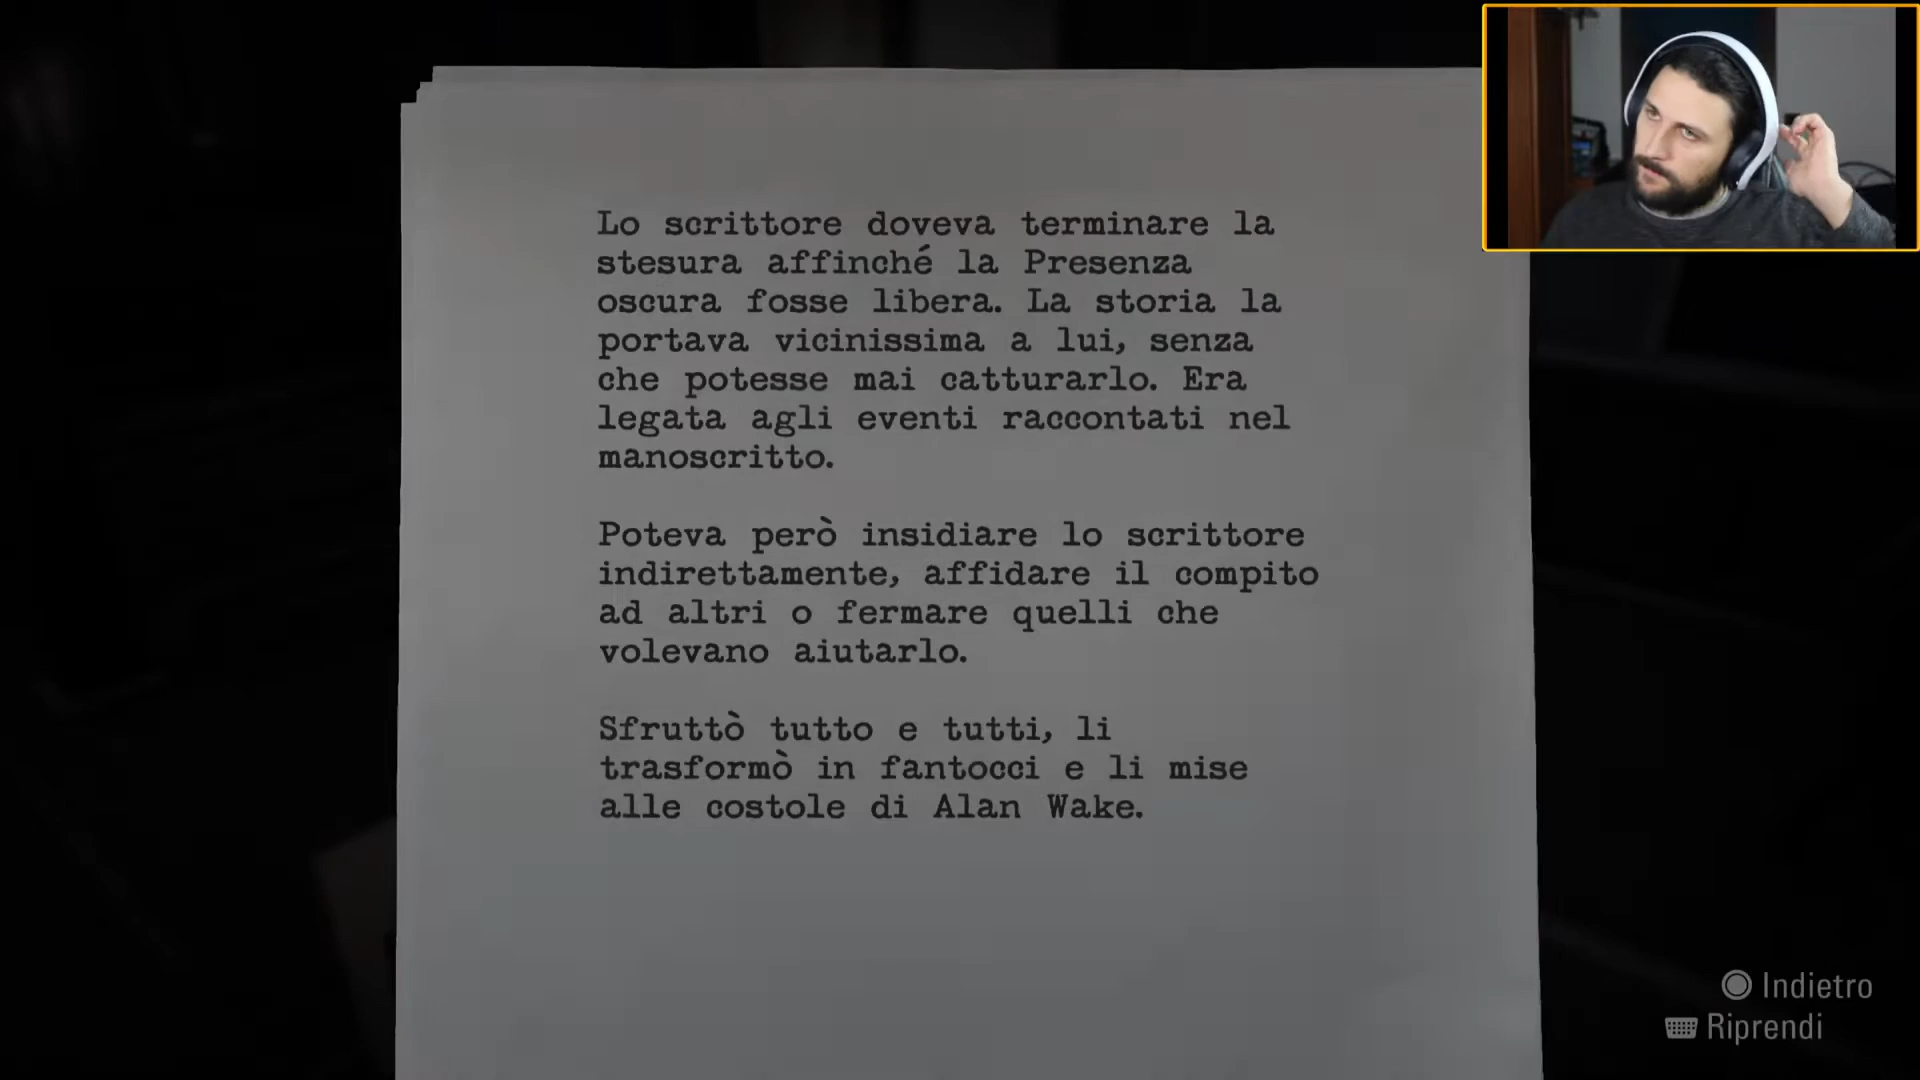 Lo scrittore doveva terminare la
stesura affinché la Presenza
oscura fosse libera. La storia la
portava vicinissima a lui, senza
che potesse mai catturarlo. Era
legata agli eventi raccontati nel
manoscritto.
Poteva però insidiare lo scrittore
indirettamente, affidare il compito
ad altri o fermare quelli che
volevano aiutarlo.
Sfruttò tutto e tutti, li
trasformò in fantocci e li mise
alle costole di Alan Wake.
Indietro
Riprendi